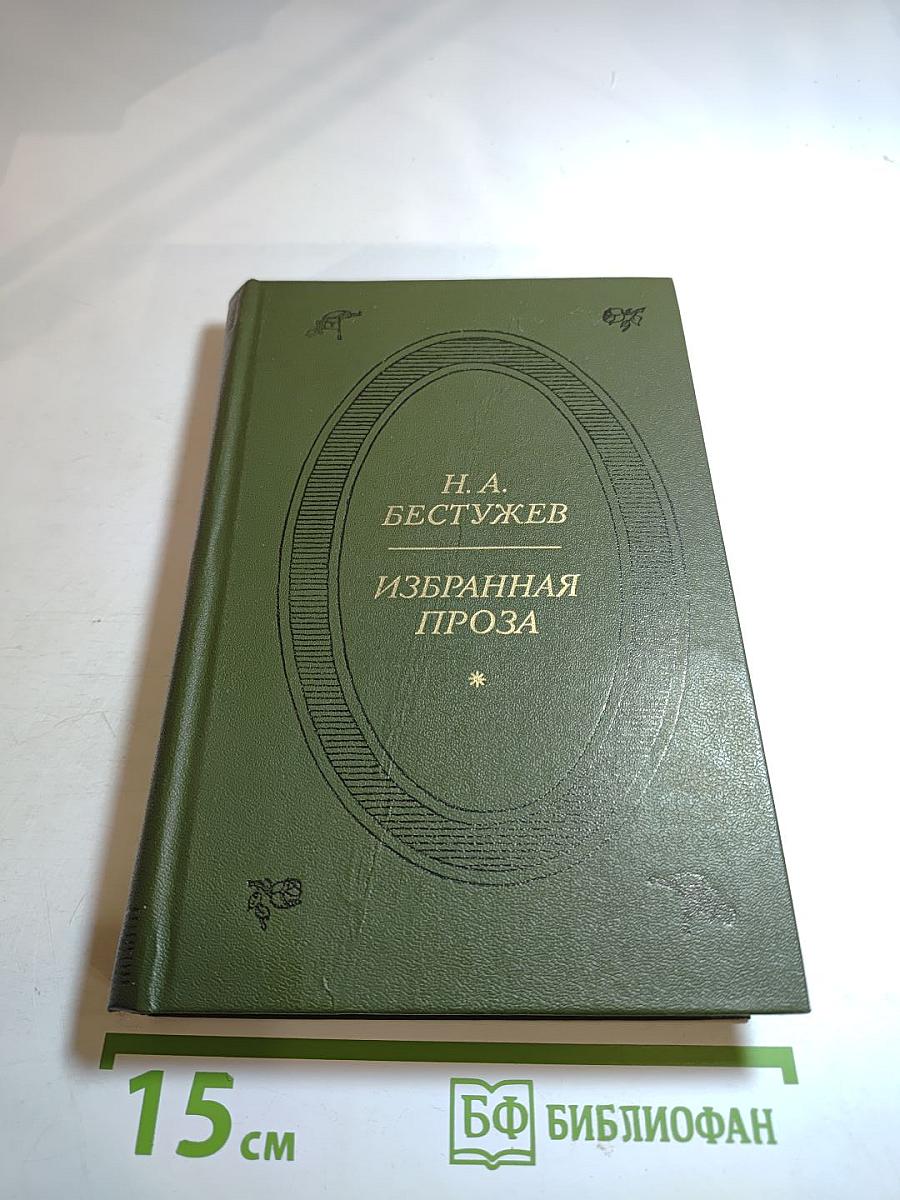 Н. А.
БЕСТУЖЕВ
ИЗБРАННАЯ
ПРОЗА
*
15 см
БФ БИБЛИОФАН